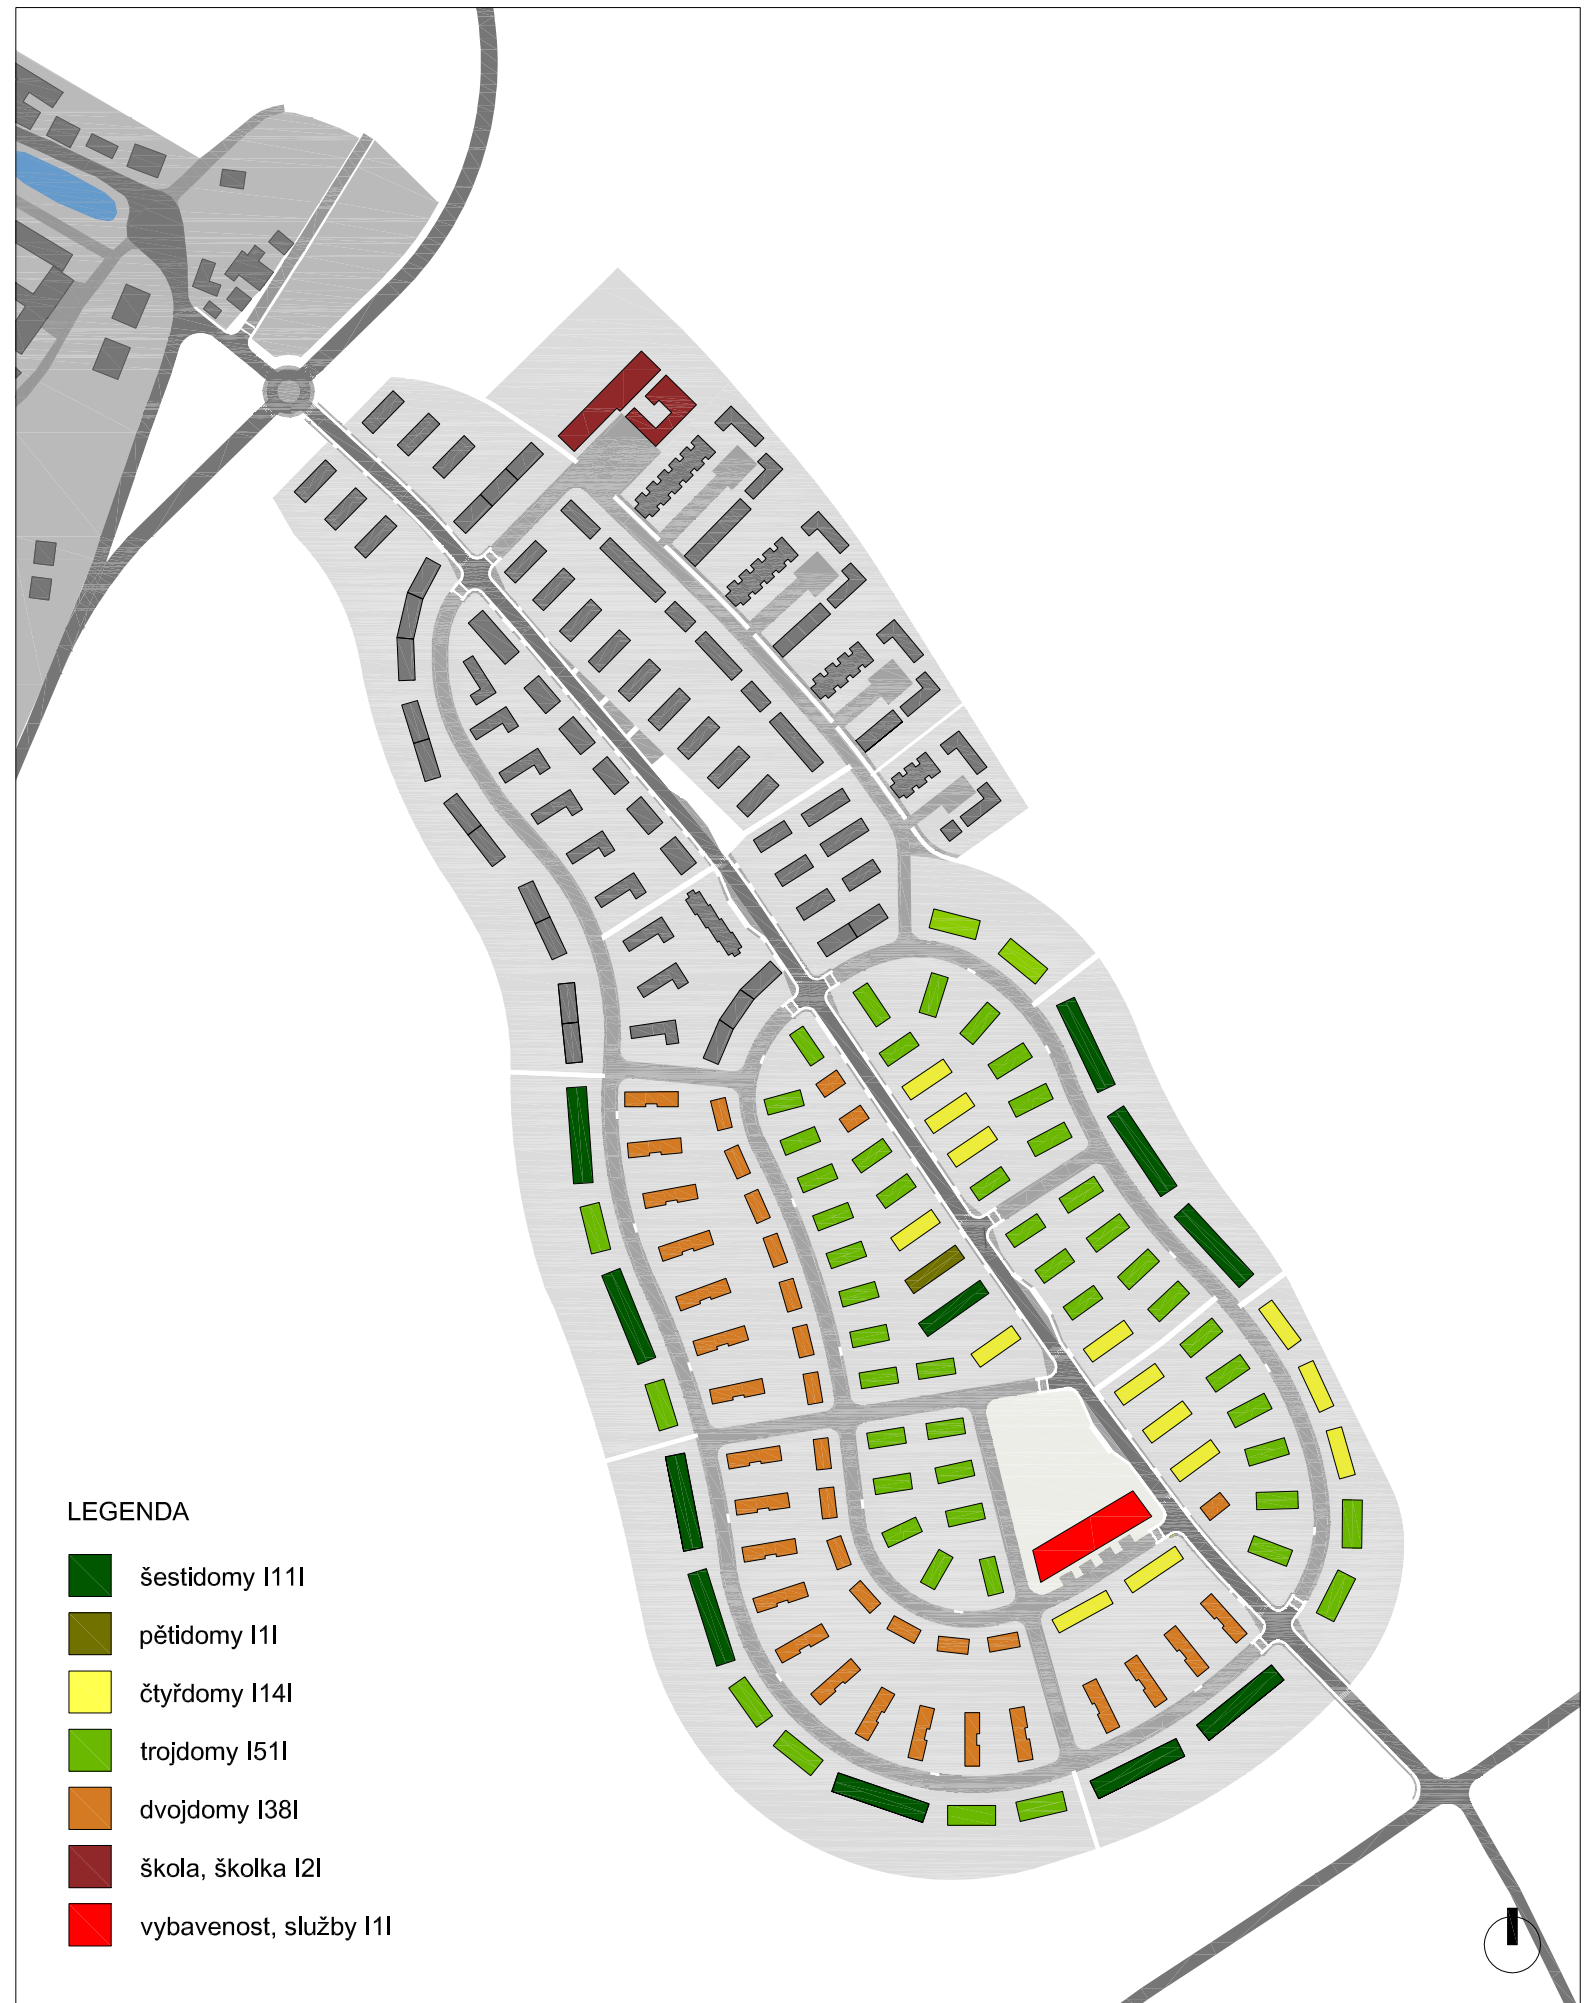 LEGENDA
šestidomy I11I
pětidomy I1I
čtyřdomy I14I
trojdomy I51I
dvojdomy I38I
škola, školka I2I
vybavenost, služby I1I